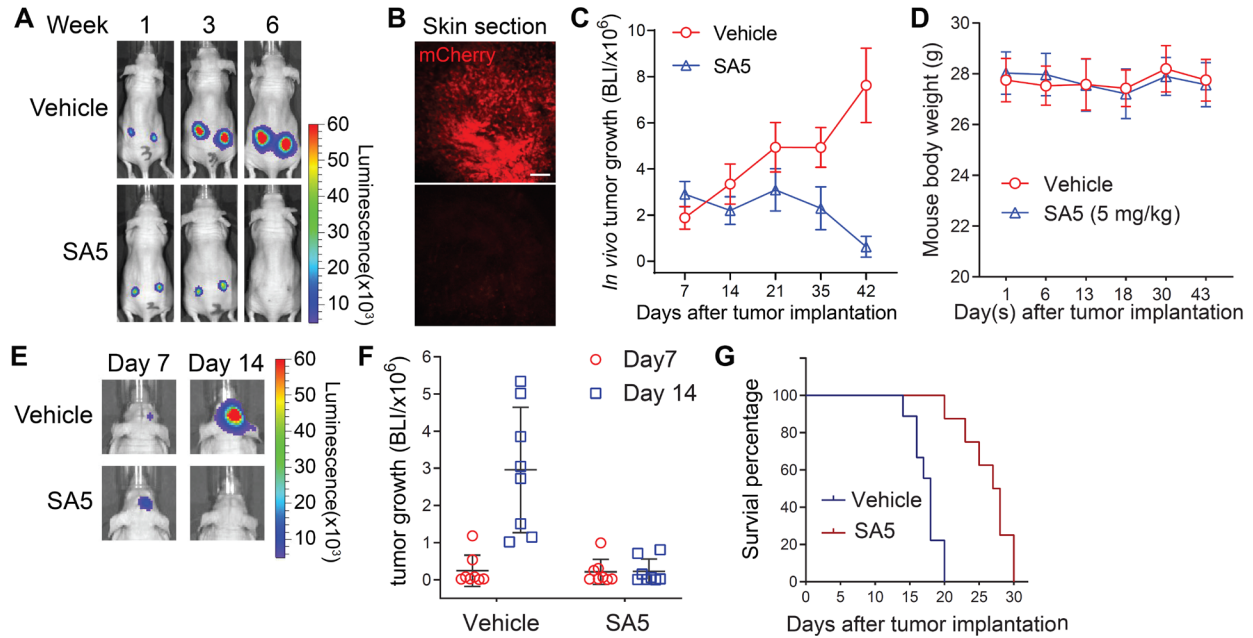 A Week 1 3 6
Vehicle
SA5
60
50
40
30
20
10
Luminescence(x10³)
B Skin section
mCherry
C
Vehicle
SA5
In vivo tumor growth (BLI/x10⁶)
10
8
6
4
2
0
7 14 21 35 42
Days after tumor implantation
D
Mouse body weight (g)
30
28
26
24
22
20
Vehicle
SA5 (5 mg/kg)
1 6 13 18 30 43
Day(s) after tumor implantation
E Day 7 Day 14
Vehicle
SA5
60
50
40
30
20
10
Luminescence(x10³)
F
Day7
Day 14
tumor growth (BLI/x10⁶)
6
5
4
3
2
1
0
Vehicle SA5
G
Survial percentage
100
80
60
40
20
0
Vehicle
SA5
0 5 10 15 20 25 30
Days after tumor implantation